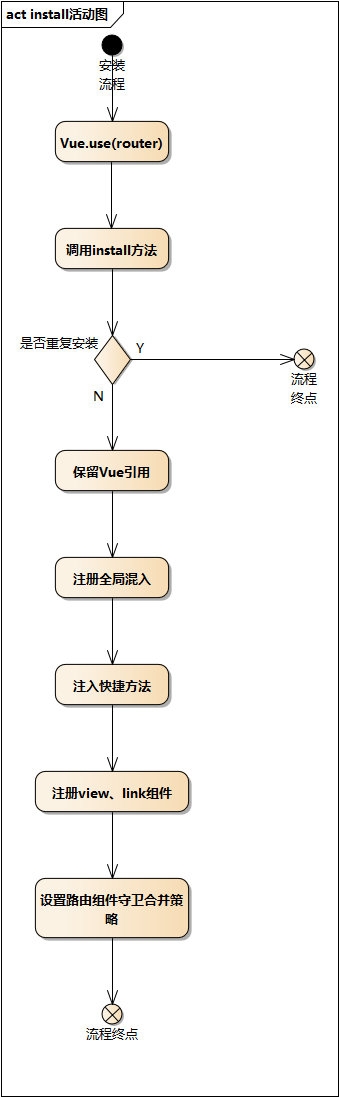 act install活动图
安装
流程
Vue.use(router)
调用install方法
是否重复安装
Y
流程
终点
N
保留Vue引用
注册全局混入
注入快捷方法
注册view、link组件
设置路由组件守卫合并策
略
流程终点